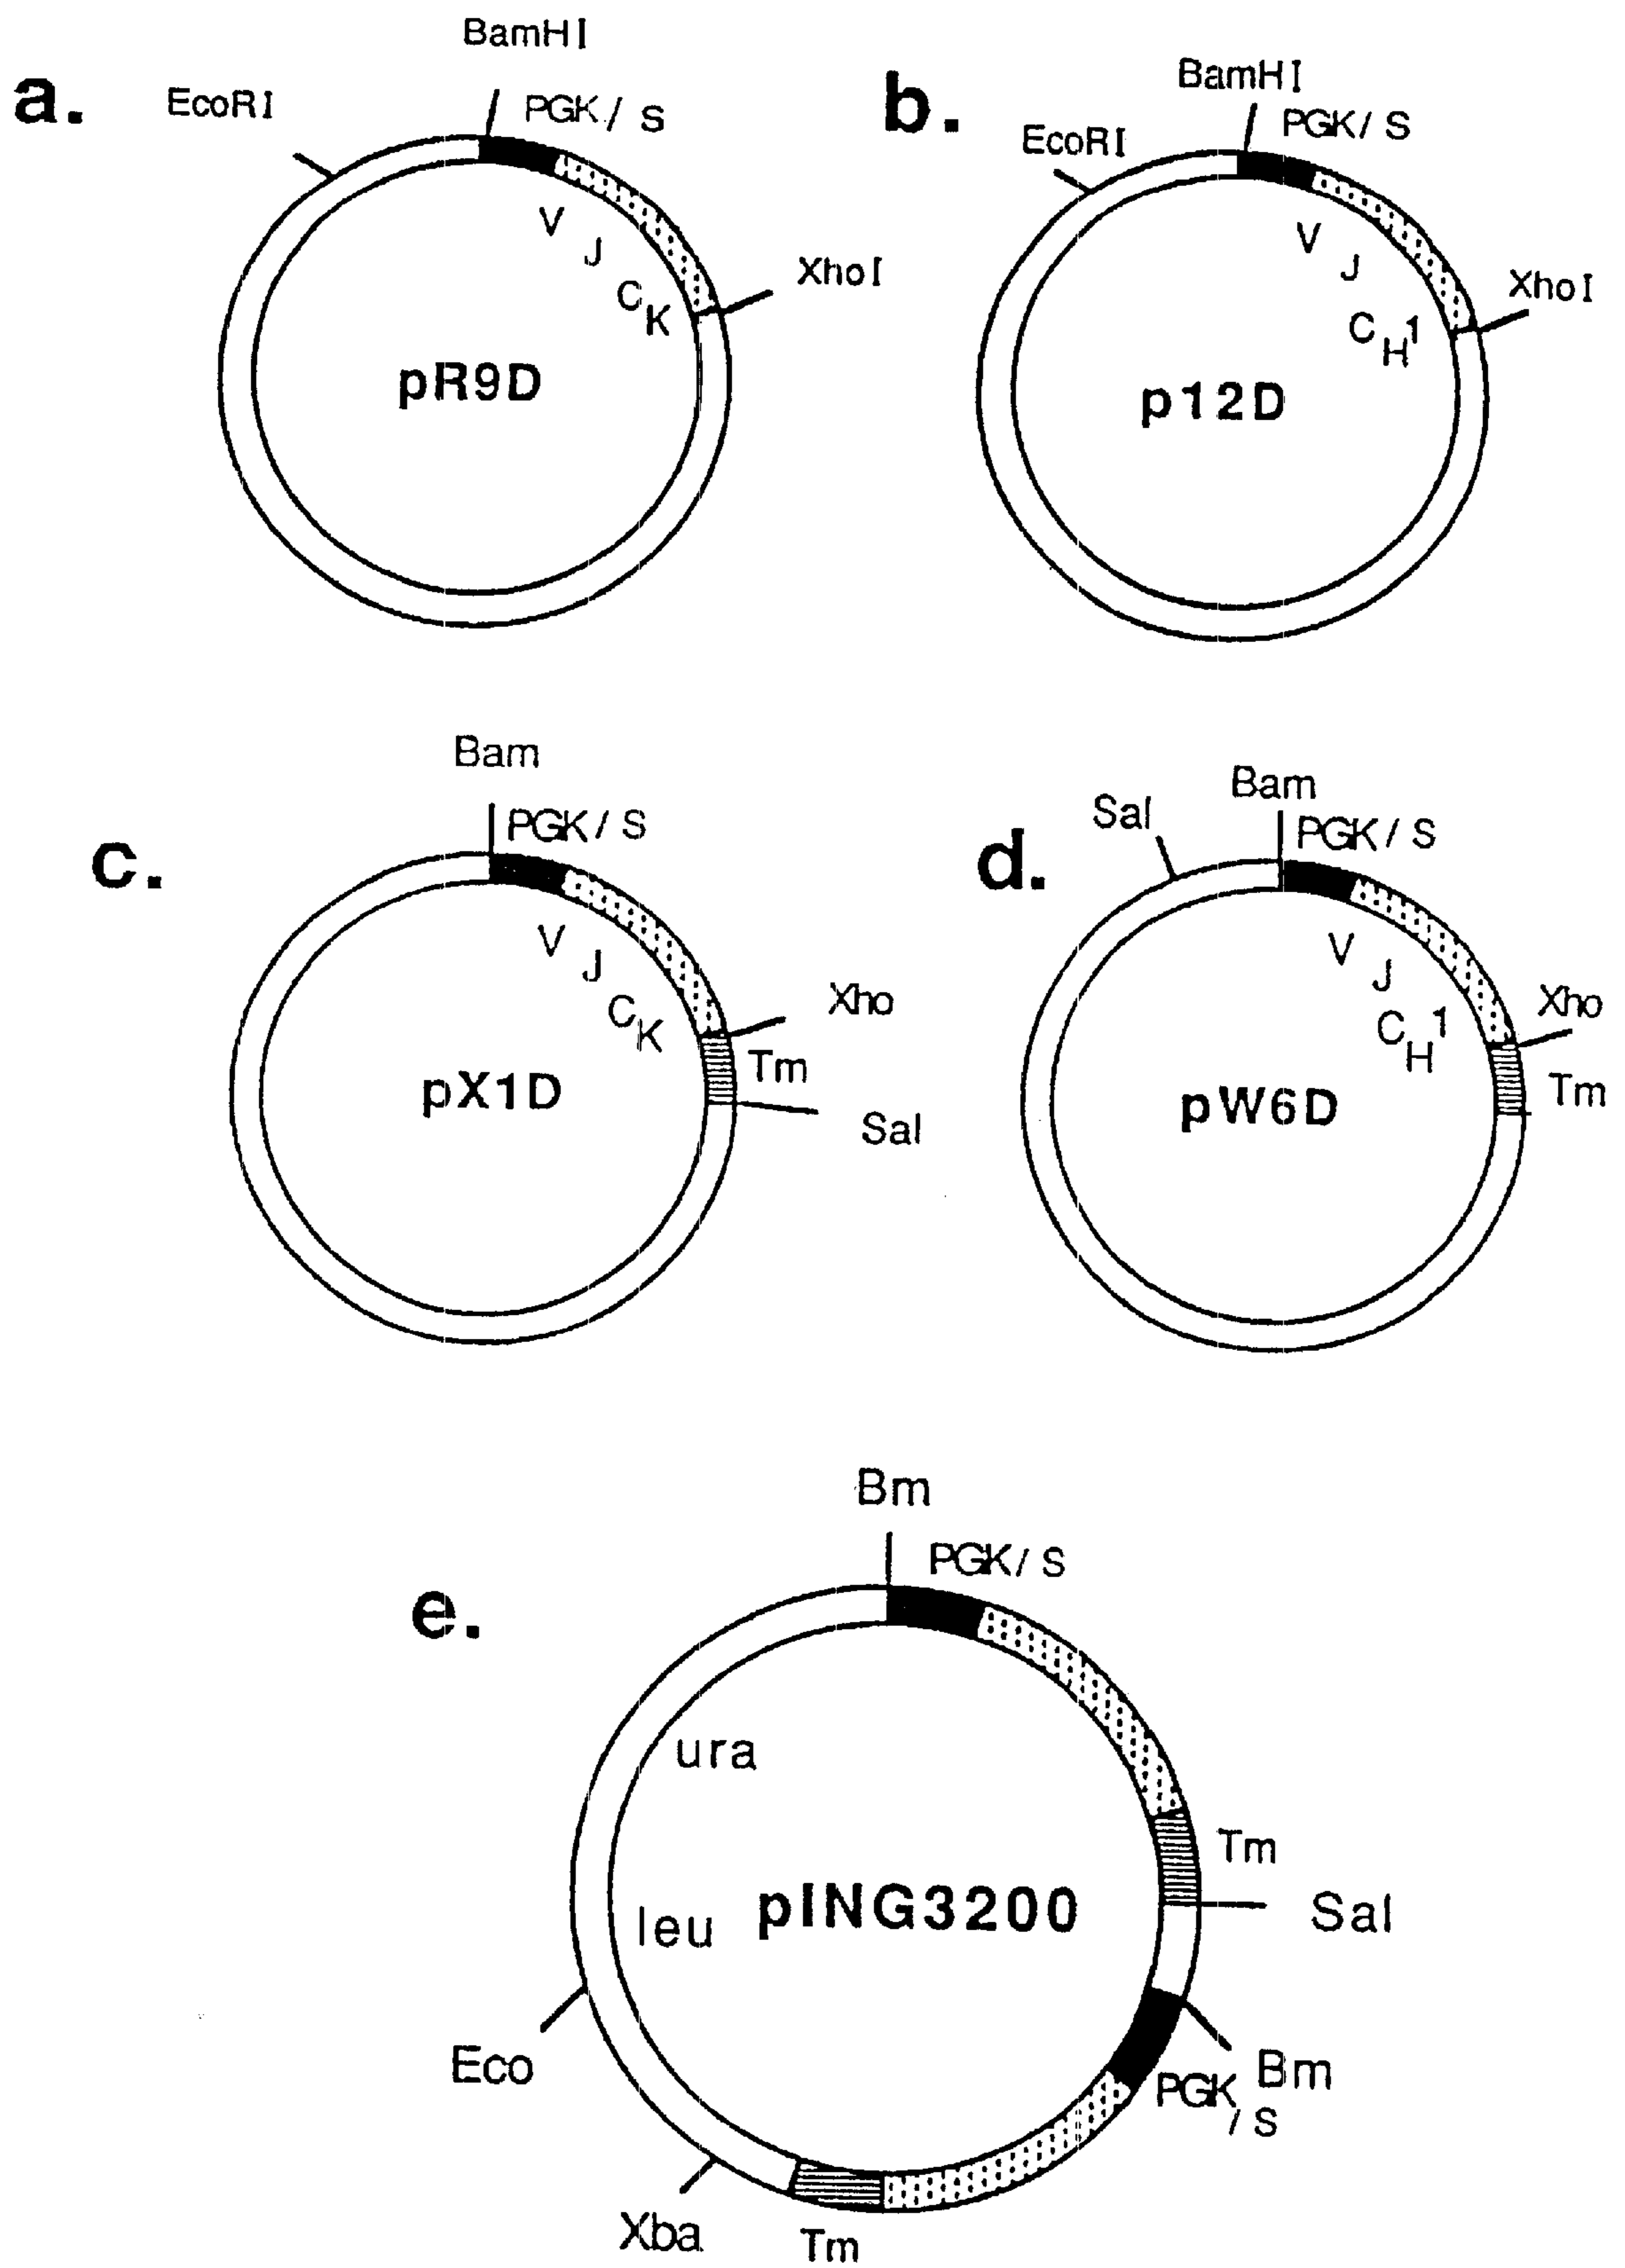 a.
EcoRI
BamHI
PGK / S
V
J
CK
XhoI
pR9D
b.
EcoRI
BamHI
PGK / S
V
J
CH1
XhoI
p12D
c.
Bam
PGK / S
V
J
CK
Xho
Tm
Sal
pX1D
d.
Sal
Bam
PGK / S
V
J
CH1
Xho
Tm
pW6D
e.
Bm
PGK / S
ura
Tm
leu
pING3200
Sal
Eco
Bm
PGK
/ S
Xba
Tm